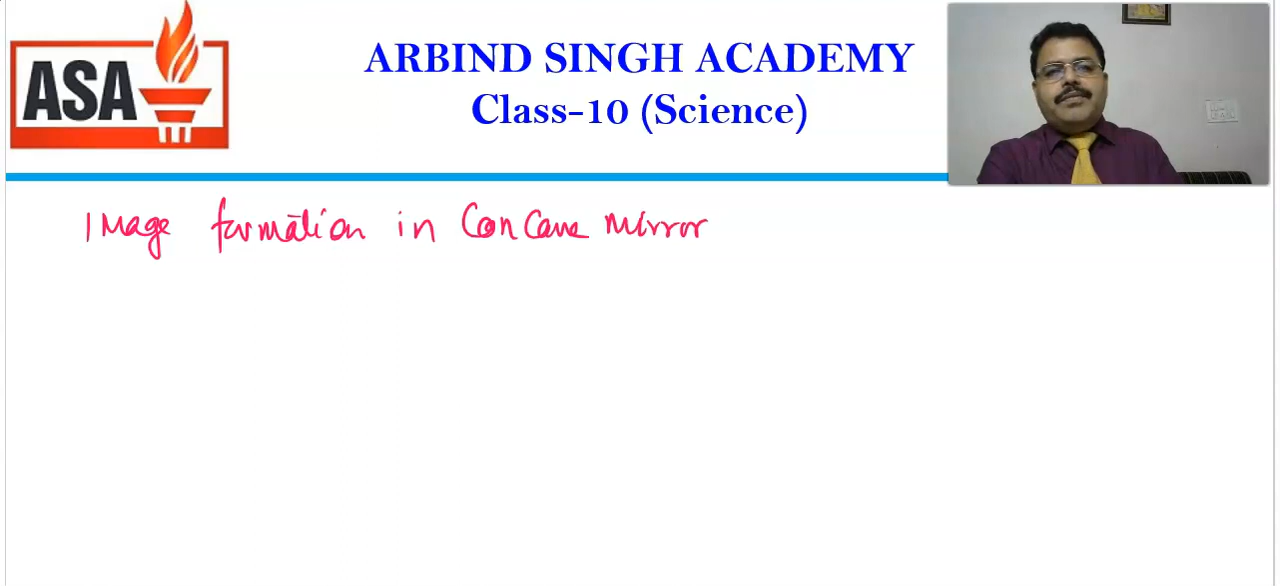 ASA
ARBIND SINGH ACADEMY
Class-10 (Science)
Image formation in Concave mirror